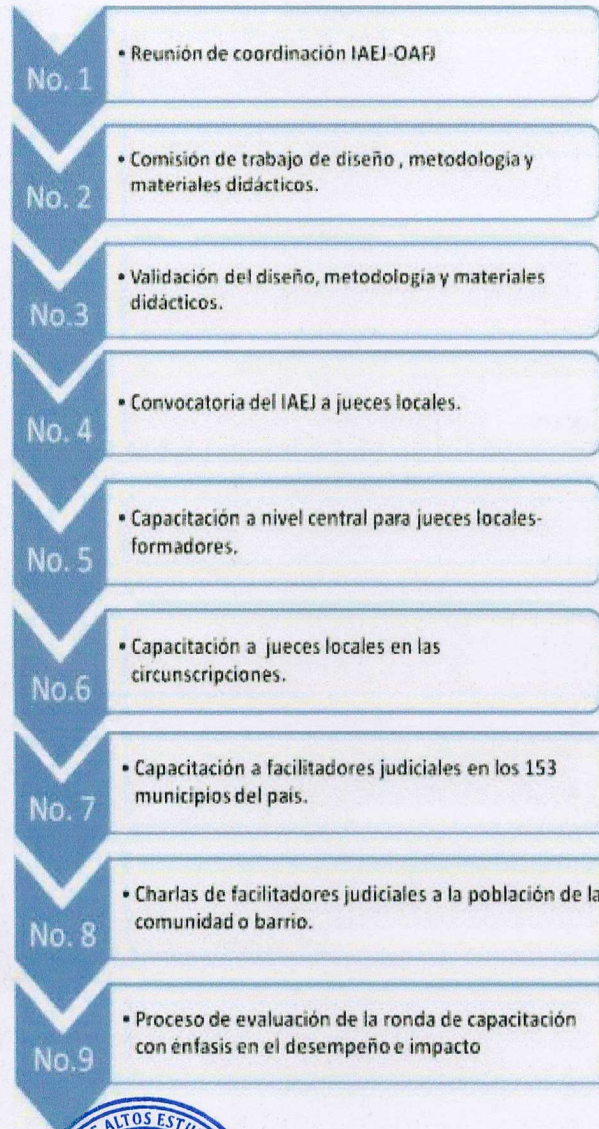 No. 1
• Reunión de coordinación IAEJ-OAFJ
No. 2
• Comisión de trabajo de diseño , metodología y
materiales didácticos.
No.3
• Validación del diseño, metodología y materiales
didácticos.
No. 4
• Convocatoria del IAEJ a jueces locales.
No. 5
• Capacitación a nivel central para jueces locales-
formadores.
No.6
• Capacitación a jueces locales en las
circunscripciones.
No. 7
• Capacitación a facilitadores judiciales en los 153
municipios del país.
No. 8
• Charlas de facilitadores judiciales a la población de la
comunidad o barrio.
No.9
• Proceso de evaluación de la ronda de capacitación
con énfasis en el desempeño e impacto
ALTOS